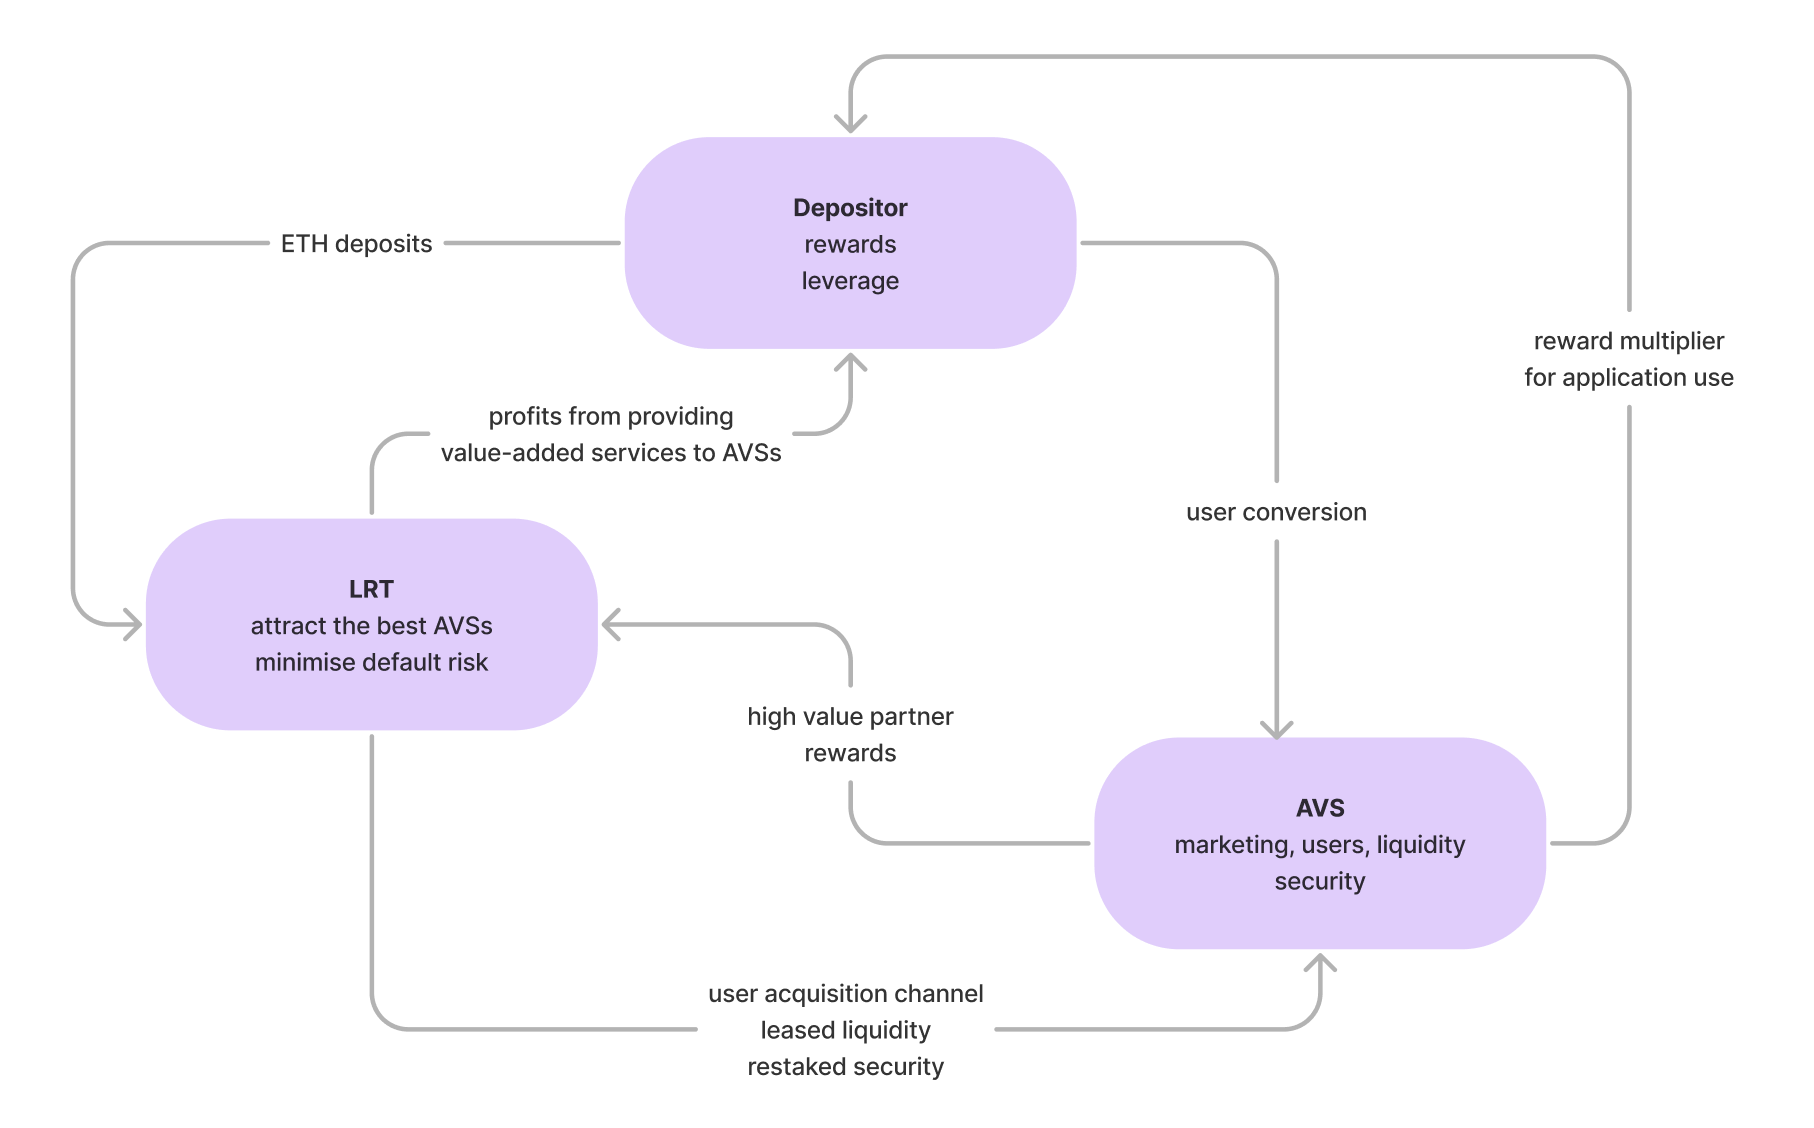 Depositor
rewards
leverage
ETH deposits
reward multiplier
for application use
profits from providing
value-added services to AVSs
user conversion
LRT
attract the best AVSs
minimise default risk
high value partner
rewards
AVS
marketing, users, liquidity
security
user acquisition channel
leased liquidity
restaked security